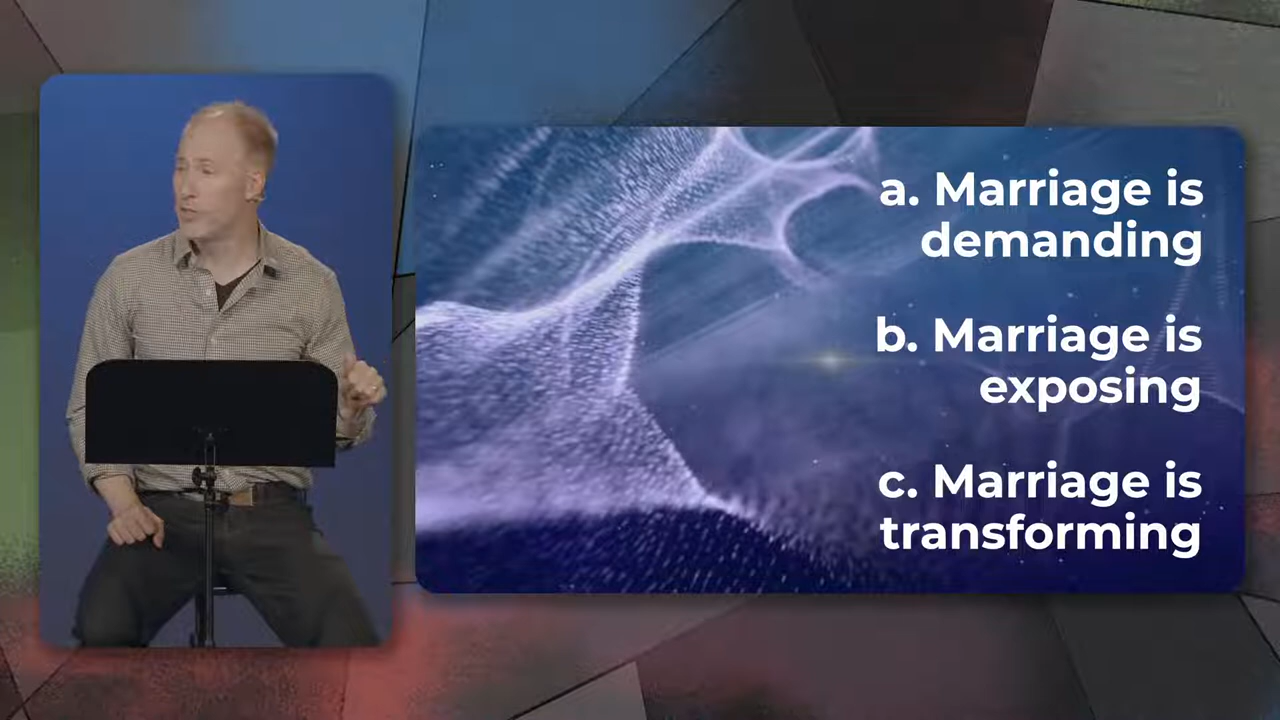 a. Marriage is
demanding
b. Marriage is
exposing
c. Marriage is
transforming